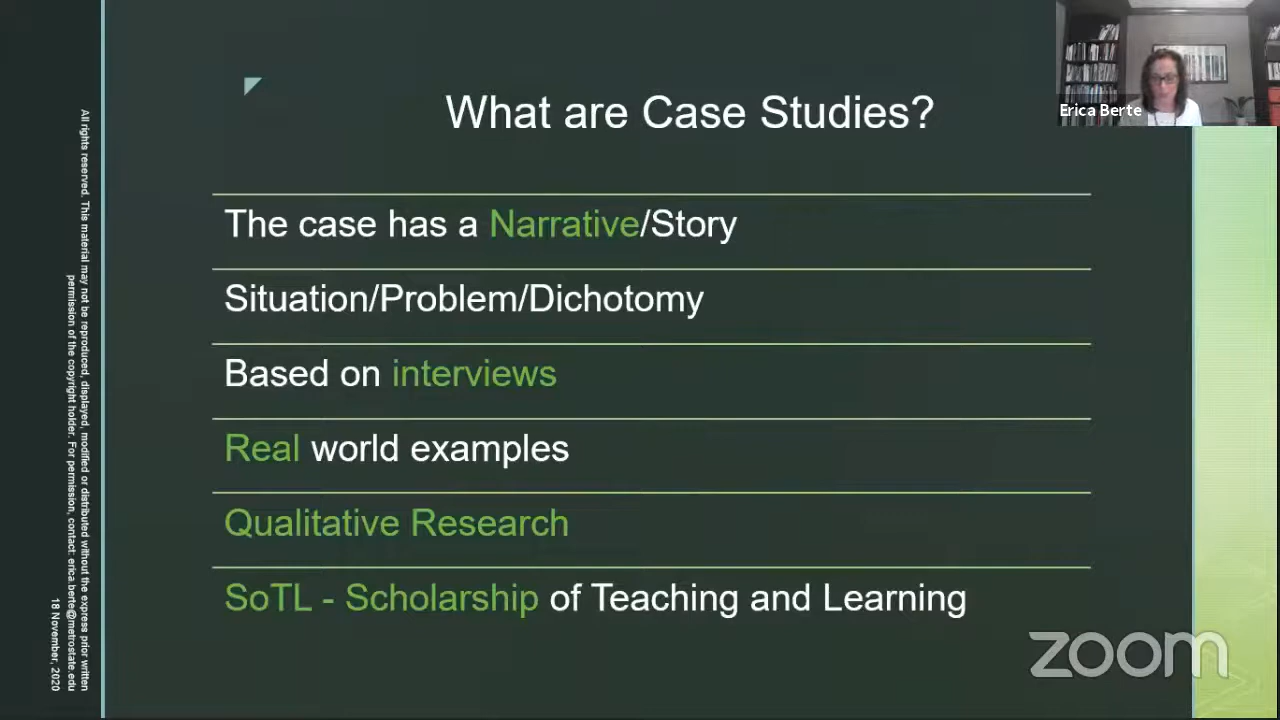 What are Case Studies?
Erica Berte
The case has a Narrative/Story
Situation/Problem/Dichotomy
Based on interviews
Real world examples
Qualitative Research
SoTL - Scholarship of Teaching and Learning
zoom
All rights reserved. This material may not be reproduced, displayed, modified or distributed without the express prior written
permission of the copyright holder. For permission, contact: erica.berte@metrostate.edu
18 November, 2020